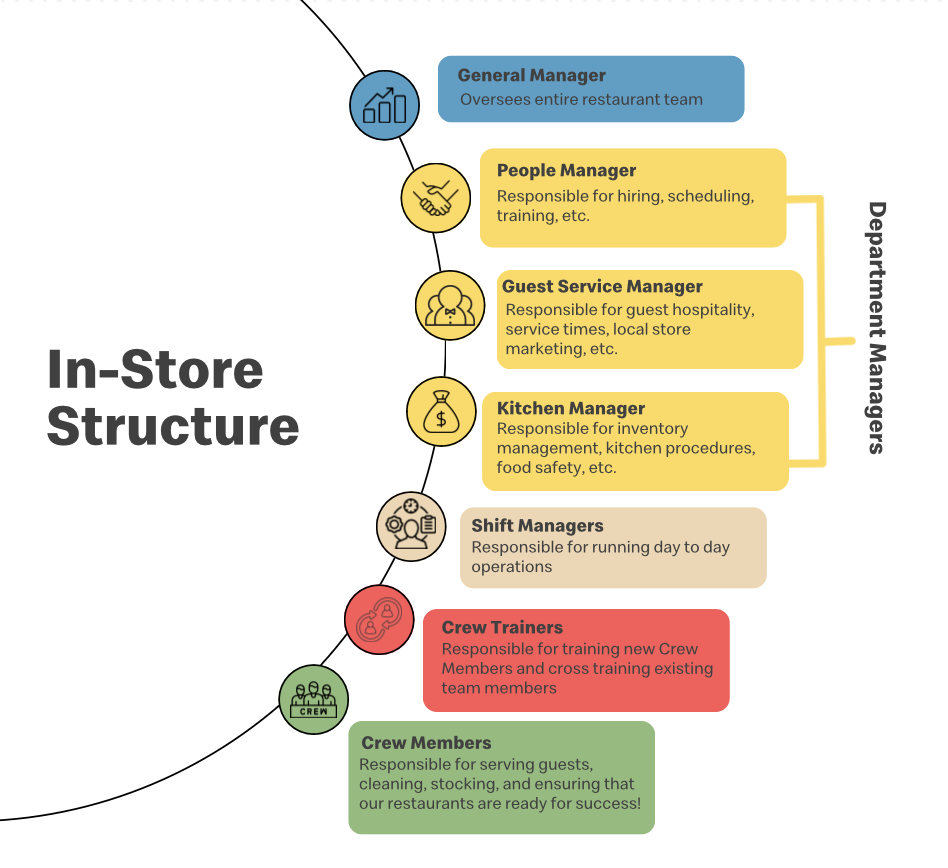 In-Store
Structure
General Manager
Oversees entire restaurant team
People Manager
Responsible for hiring, scheduling,
training, etc.
Guest Service Manager
Responsible for guest hospitality,
service times, local store
marketing, etc.
Kitchen Manager
Responsible for inventory
management, kitchen procedures,
food safety, etc.
Department Managers
$
Shift Managers
Responsible for running day to day
operations
Crew Trainers
Responsible for training new Crew
Members and cross training existing
team members
CREW
Crew Members
Responsible for serving guests,
cleaning, stocking, and ensuring that
our restaurants are ready for success!